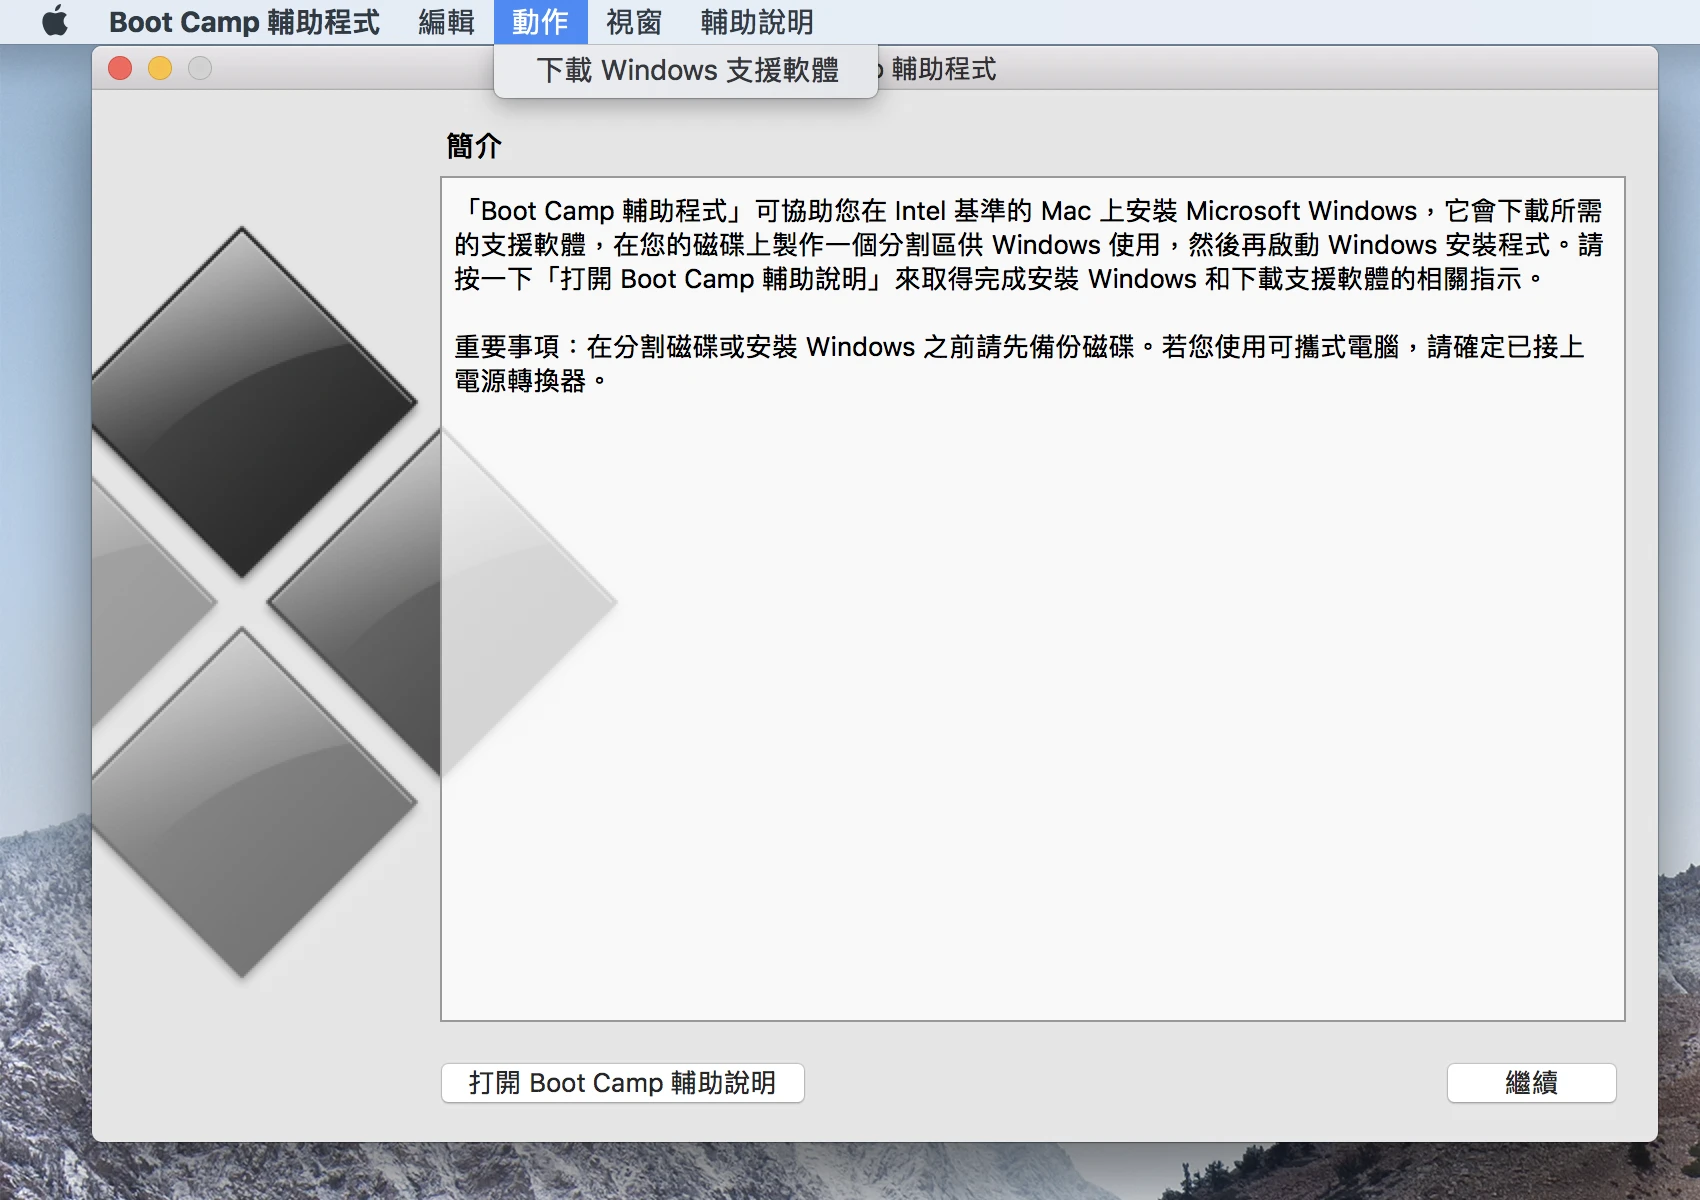 Boot Camp 輔助程式 編輯 動作 視窗 輔助說明
下載 Windows 支援軟體
輔助程式
簡介
「Boot Camp 輔助程式」可協助您在 Intel 基準的 Mac 上安裝 Microsoft Windows，它會下載所需
的支援軟體，在您的磁碟上製作一個分割區供 Windows 使用，然後再啟動 Windows 安裝程式。請
按一下「打開 Boot Camp 輔助說明」來取得完成安裝 Windows 和下載支援軟體的相關指示。
重要事項：在分割磁碟或安裝 Windows 之前請先備份磁碟。若您使用可攜式電腦，請確定已接上
電源轉換器。
打開 Boot Camp 輔助說明
繼續